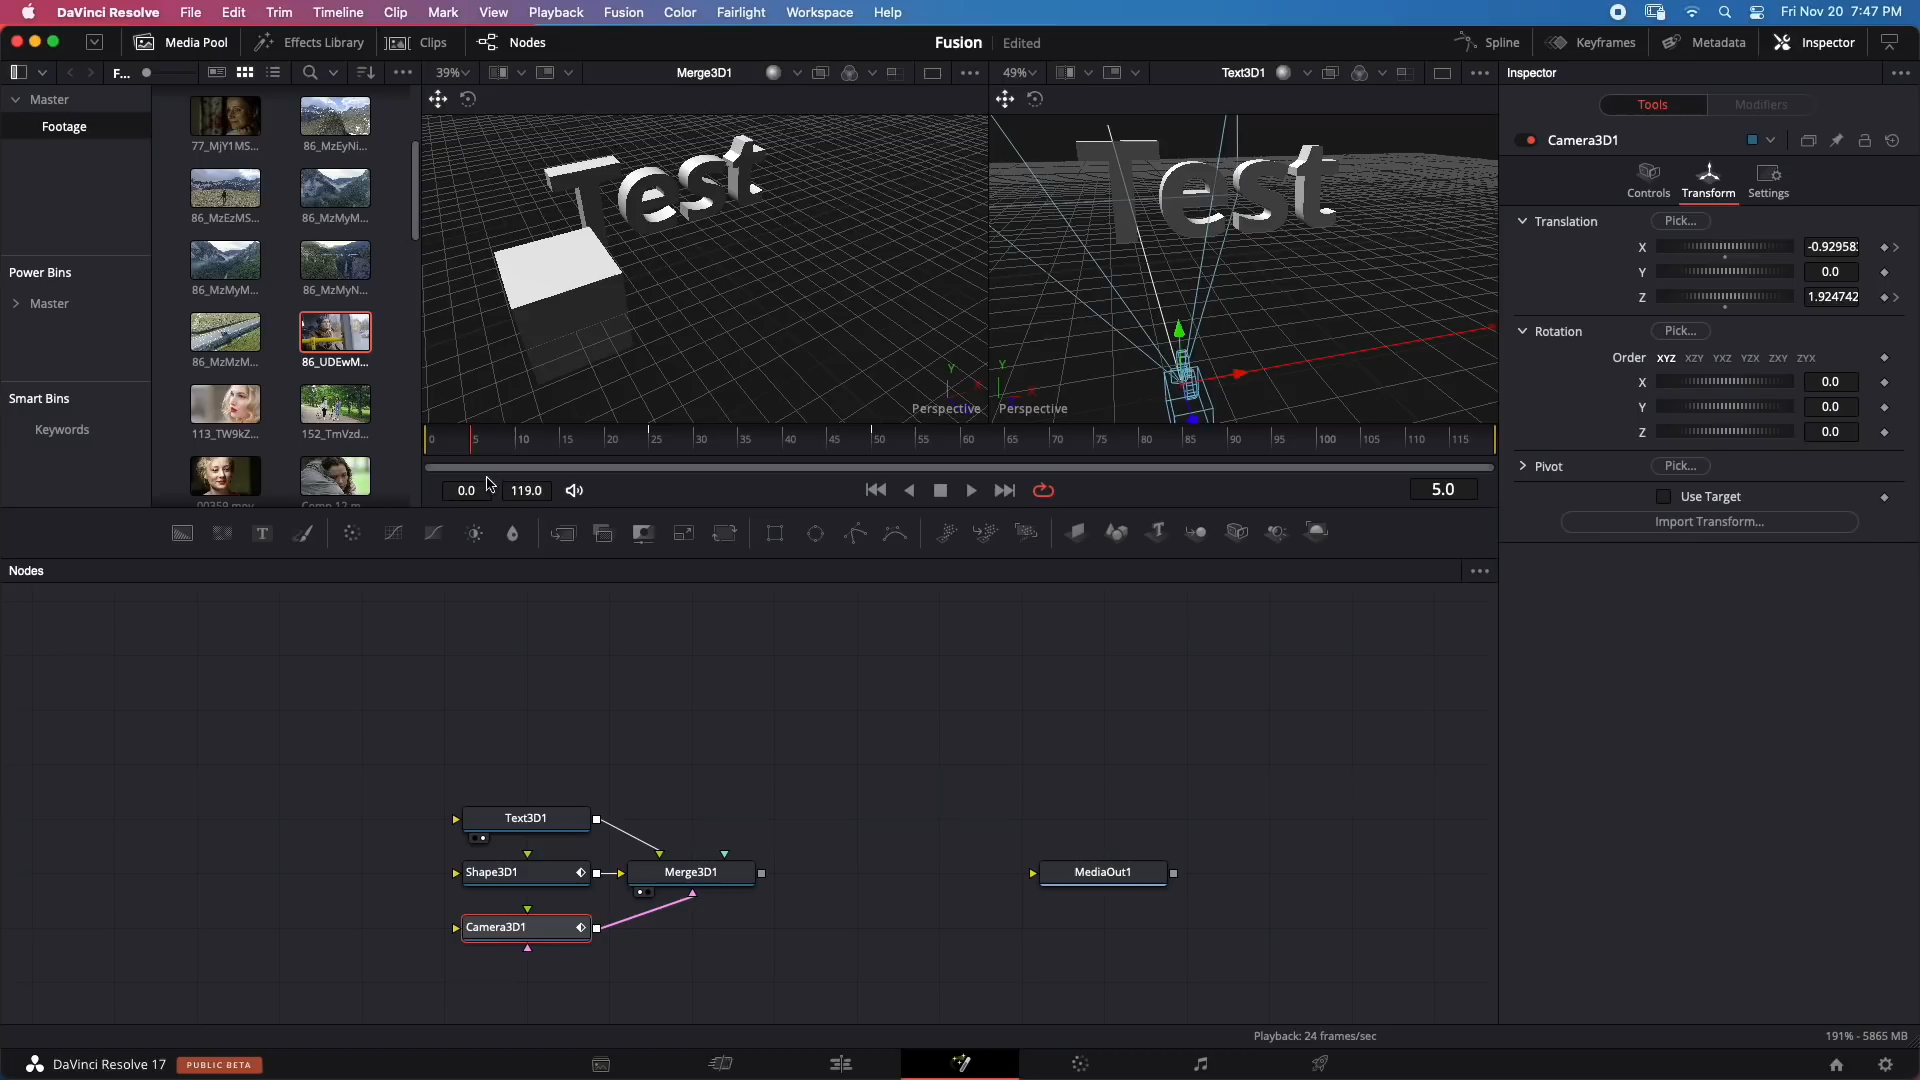 DaVinci Resolve File Edit Trim Timeline Clip Mark View Playback Fusion Color Fairlight Workspace Help Fri Nov 20 7:47 PM
Media Pool Effects Library Clips Nodes Fusion Edited Spline Keyframes Metadata Inspector
F... 39% Merge3D1 49% Text3D1 Inspector
Master
Footage
77_MjY1MS... 86_MzEyNi...
86_MzEzMS... 86_MzMyM...
86_MzMyM... 86_MzMyN...
86_MzMzM... 86_UDEwM...
113_TW9kZ... 152_TmVzd...
Power Bins
Master
Smart Bins
Keywords
Test
Y
Perspective
Test
Y
Perspective
Tools Modifiers
Camera3D1
Controls Transform Settings
Translation Pick...
X -0.92958
Y 0.0
Z 1.924742
Rotation Pick...
Order XYZ XZY YXZ YZX ZXY ZYX
X 0.0
Y 0.0
Z 0.0
Pivot Pick...
Use Target
Import Transform...
0 5 10 15 20 25 30 35 40 45 50 55 60 65 70 75 80 85 90 95 100 105 110 115
0.0 119.0 5.0
Nodes
Text3D1
Shape3D1 Merge3D1 MediaOut1
Camera3D1
Playback: 24 frames/sec 191% - 5865 MB
DaVinci Resolve 17 PUBLIC BETA